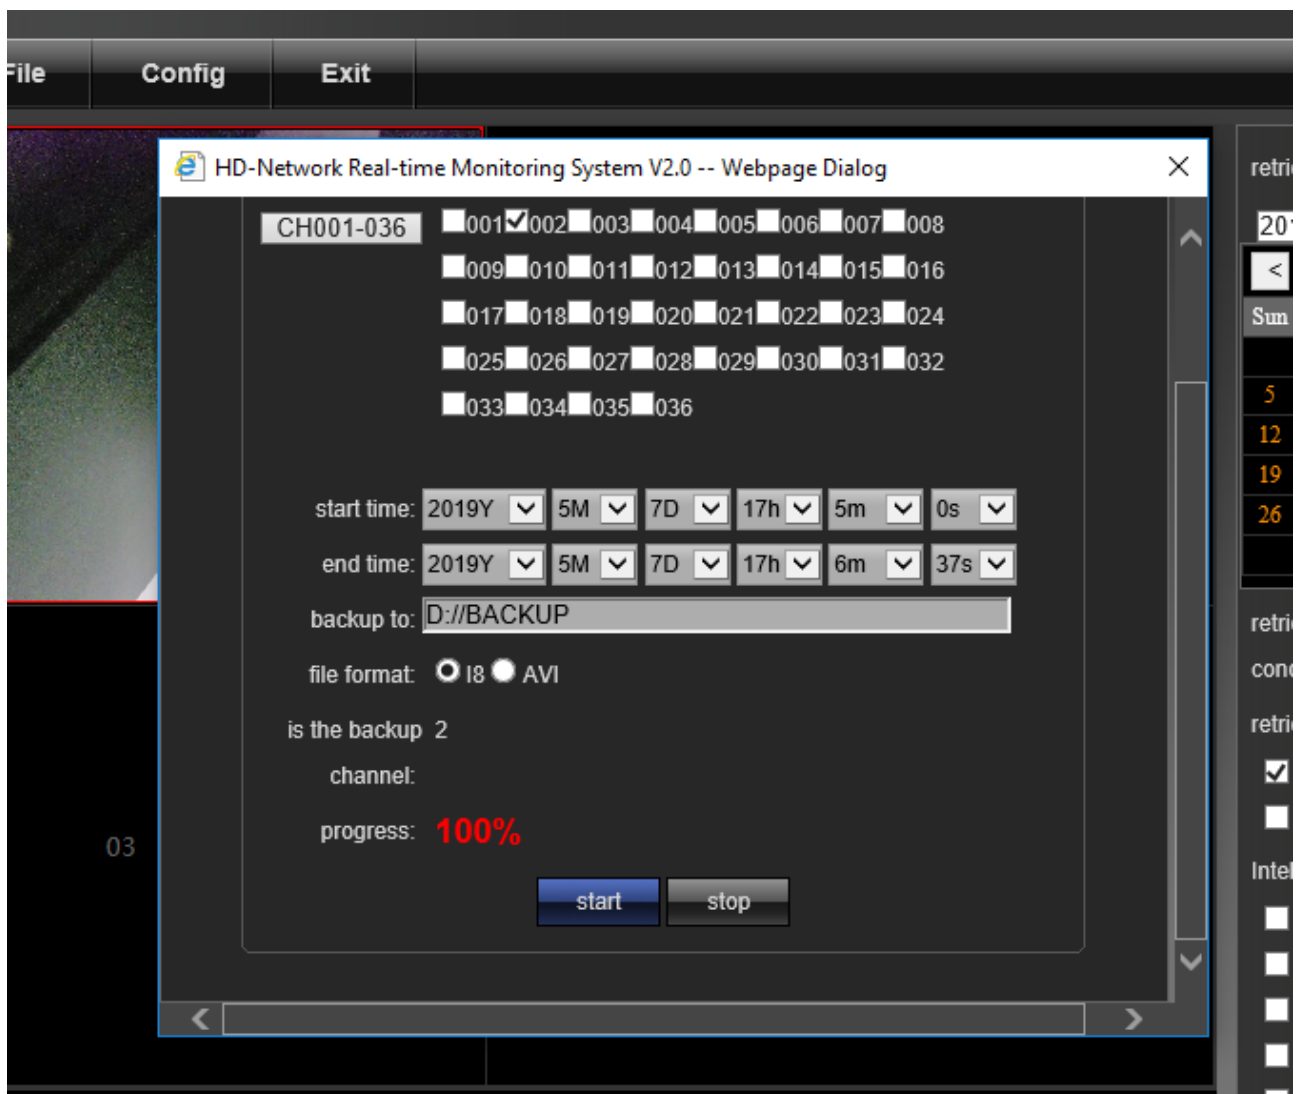 File Config Exit
HD-Network Real-time Monitoring System V2.0 -- Webpage Dialog
CH001-036 001 002 003 004 005 006 007 008
009 010 011 012 013 014 015 016
017 018 019 020 021 022 023 024
025 026 027 028 029 030 031 032
033 034 035 036
start time: 2019Y 5M 7D 17h 5m 0s
end time: 2019Y 5M 7D 17h 6m 37s
backup to: D://BACKUP
file format: I8 AVI
is the backup 2
channel:
progress: 100%
start stop
03
<
Sun
5
12
19
26